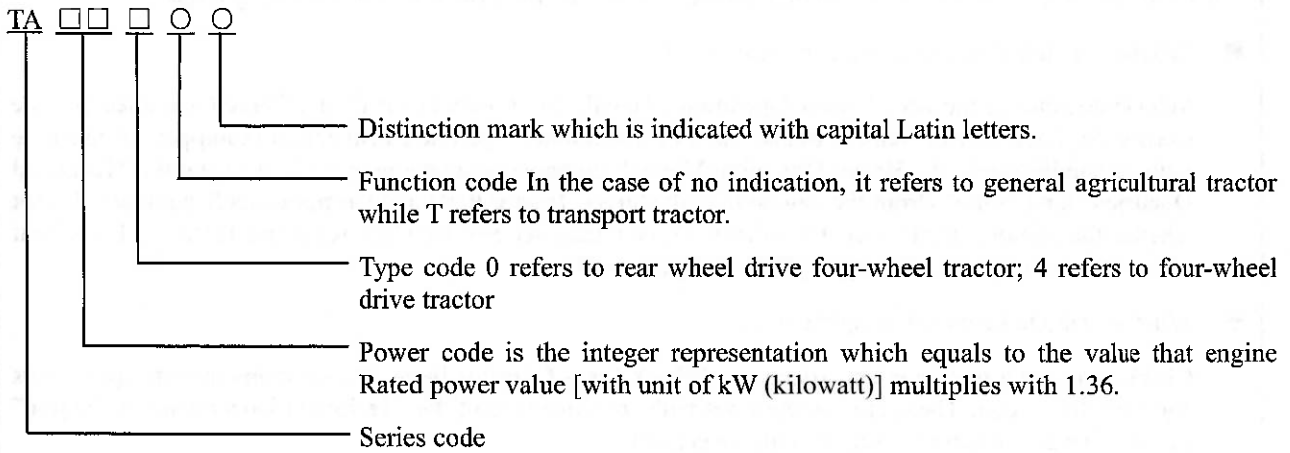 TA □□ □ ○ ○
Distinction mark which is indicated with capital Latin letters.
Function code In the case of no indication, it refers to general agricultural tractor
while T refers to transport tractor.
Type code 0 refers to rear wheel drive four-wheel tractor; 4 refers to four-wheel
drive tractor
Power code is the integer representation which equals to the value that engine
Rated power value [with unit of kW (kilowatt)] multiplies with 1.36.
Series code